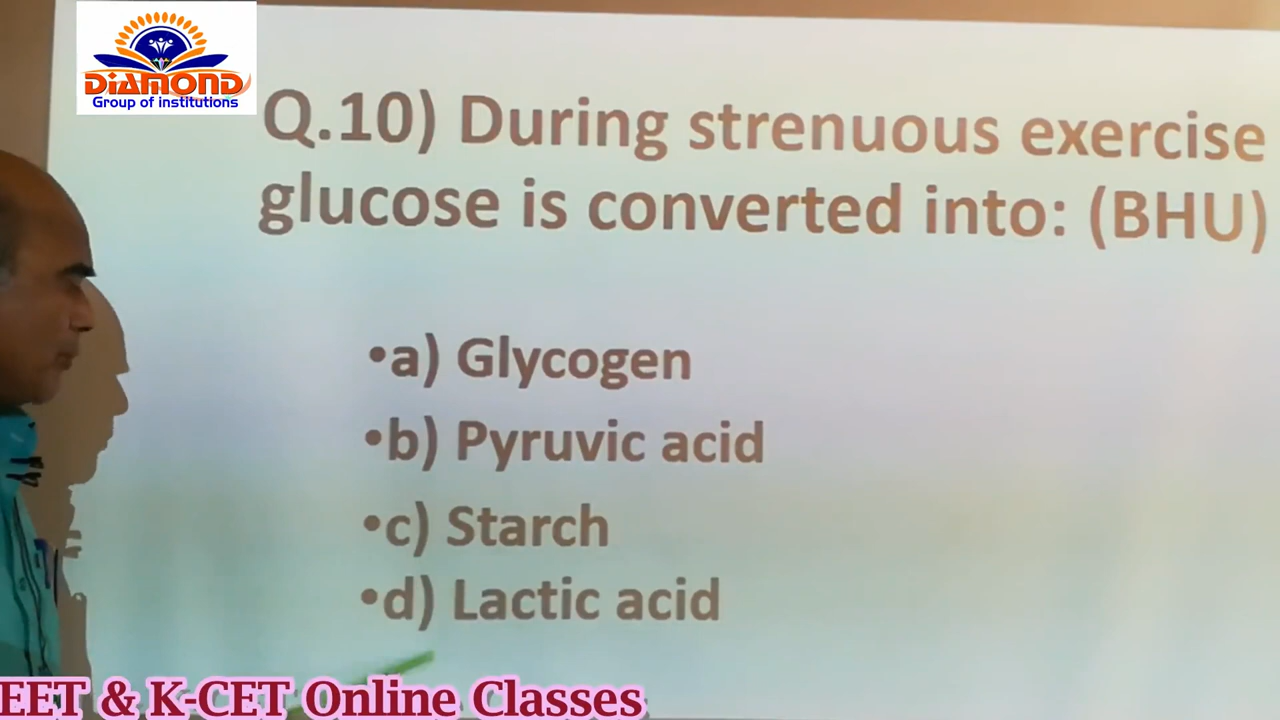 DIAMOND
Group of institutions
Q.10) During strenuous exercise
glucose is converted into: (BHU)
•a) Glycogen
•b) Pyruvic acid
•c) Starch
•d) Lactic acid
EET & K-CET Online Classes